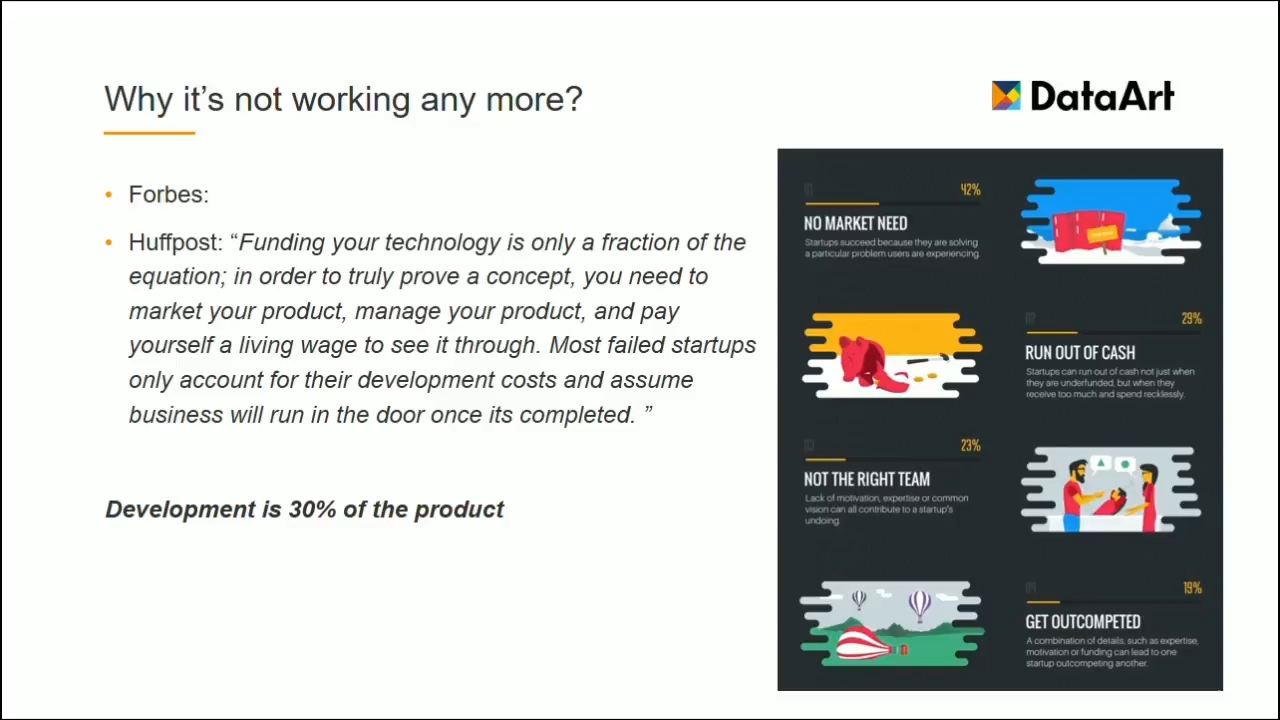 Why it's not working any more?
DataArt
• Forbes:
• Huffpost: “Funding your technology is only a fraction of the
equation; in order to truly prove a concept, you need to
market your product, manage your product, and pay
yourself a living wage to see it through. Most failed startups
only account for their development costs and assume
business will run in the door once its completed. ”
Development is 30% of the product
01
42%
NO MARKET NEED
Startups succeed because they are solving
a particular problem users are experiencing.
02
29%
RUN OUT OF CASH
Startups can run out of cash not just when
they are underfunded, but when they
receive too much and spend recklessly.
03
23%
NOT THE RIGHT TEAM
Lack of motivation, expertise or common
vision can all contribute to a startup's
undoing.
04
19%
GET OUTCOMPETED
A combination of details, such as expertise,
motivation or funding can lead to one
startup outcompeting another.